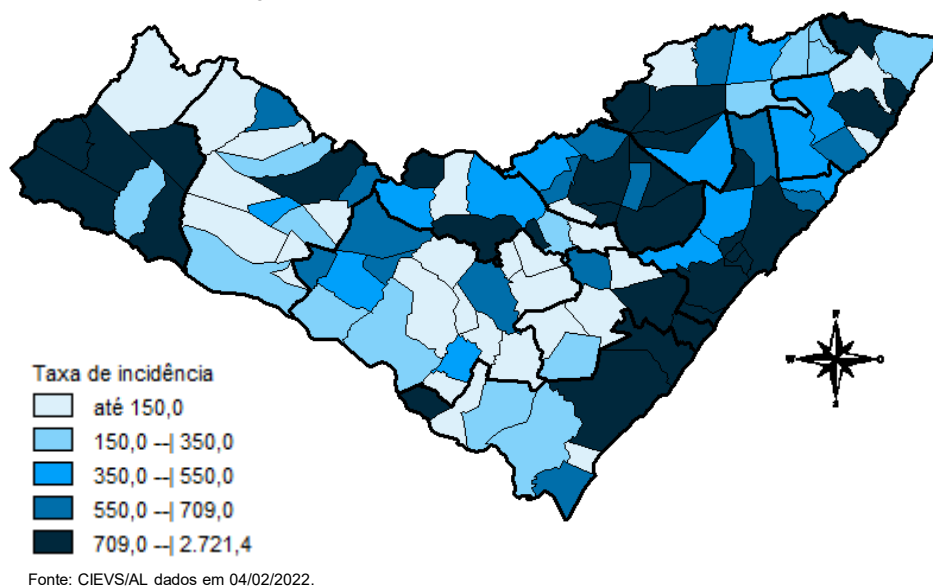 Taxa de incidência
até 150,0
150,0 --| 350,0
350,0 --| 550,0
550,0 --| 709,0
709,0 --| 2.721,4
Fonte: CIEVS/AL dados em 04/02/2022.
W
O
S